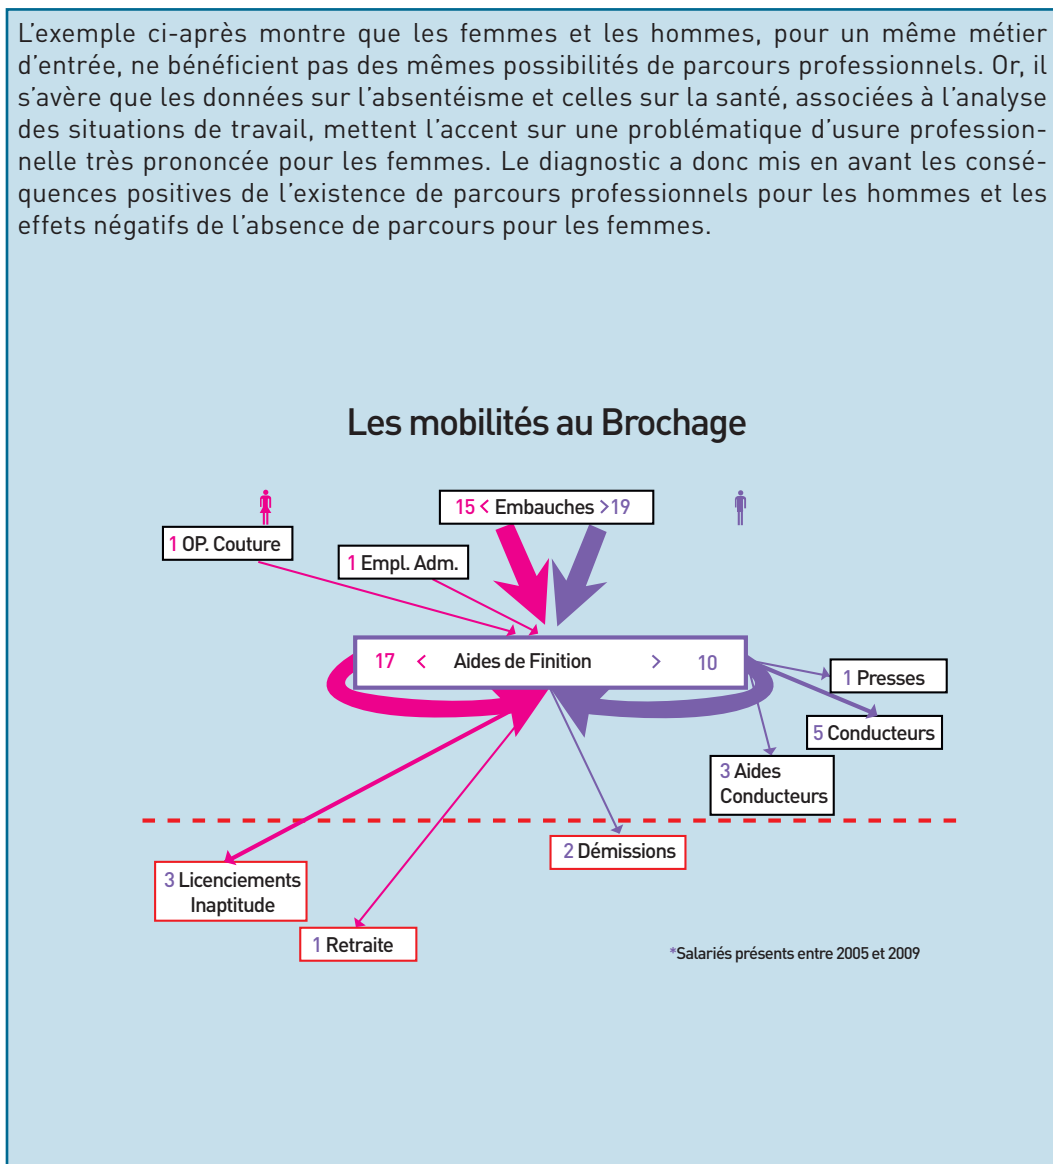 L’exemple ci-après montre que les femmes et les hommes, pour un même métier
d’entrée, ne bénéficient pas des mêmes possibilités de parcours professionnels. Or, il
s’avère que les données sur l’absentéisme et celles sur la santé, associées à l’analyse
des situations de travail, mettent l’accent sur une problématique d’usure profession-
nelle très prononcée pour les femmes. Le diagnostic a donc mis en avant les consé-
quences positives de l’existence de parcours professionnels pour les hommes et les
effets négatifs de l’absence de parcours pour les femmes.
Les mobilités au Brochage
15 < Embauches >19
1 OP. Couture
1 Empl. Adm.
17 < Aides de Finition > 10
1 Presses
5 Conducteurs
3 Aides
Conducteurs
2 Démissions
3 Licenciements
Inaptitude
1 Retraite
*Salariés présents entre 2005 et 2009